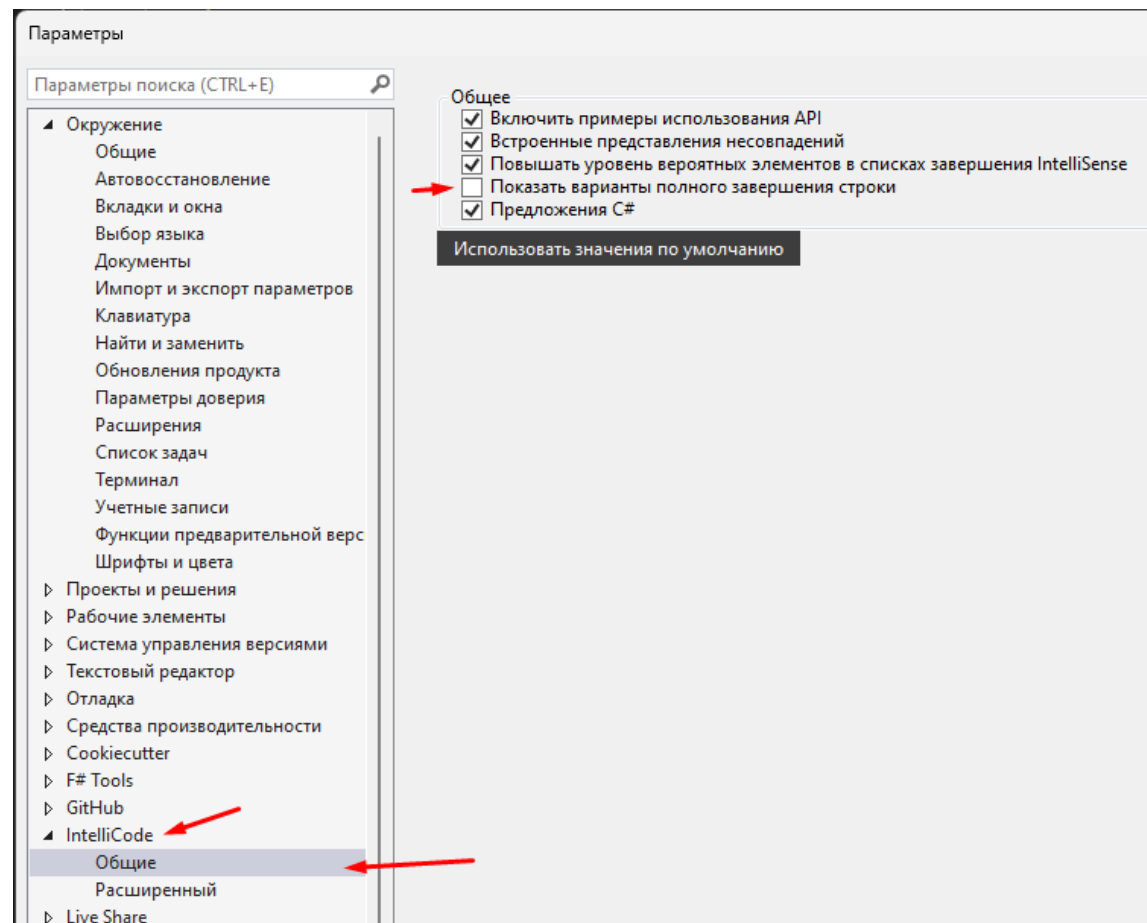 Параметры
Параметры поиска (CTRL+E)
Окружение
Общие
Автовосстановление
Вкладки и окна
Выбор языка
Документы
Импорт и экспорт параметров
Клавиатура
Найти и заменить
Обновления продукта
Параметры доверия
Расширения
Список задач
Терминал
Учетные записи
Функции предварительной верс
Шрифты и цвета
Проекты и решения
Рабочие элементы
Система управления версиями
Текстовый редактор
Отладка
Средства производительности
Cookiecutter
F# Tools
GitHub
IntelliCode
Общие
Расширенный
Live Share
Общее
Включить примеры использования API
Встроенные представления несовпадений
Повышать уровень вероятных элементов в списках завершения IntelliSense
Показать варианты полного завершения строки
Предложения C#
Использовать значения по умолчанию